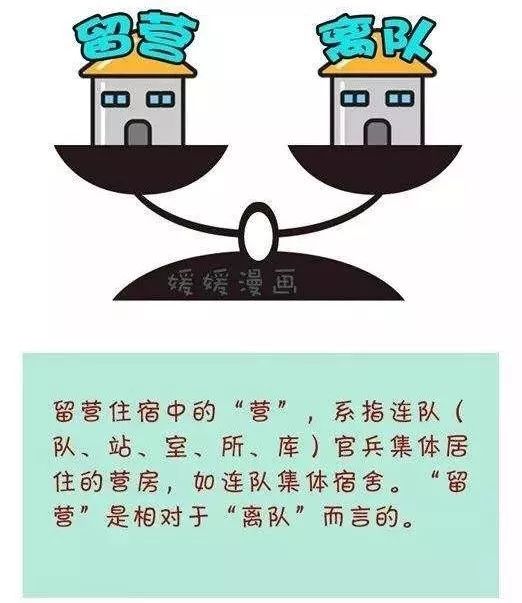 留营 离队
媛媛漫画
留营住宿中的“营”，系指连队（
队、站、室、所、库）官兵集体居
住的营房，如连队集体宿舍。“留
营”是相对于“离队”而言的。